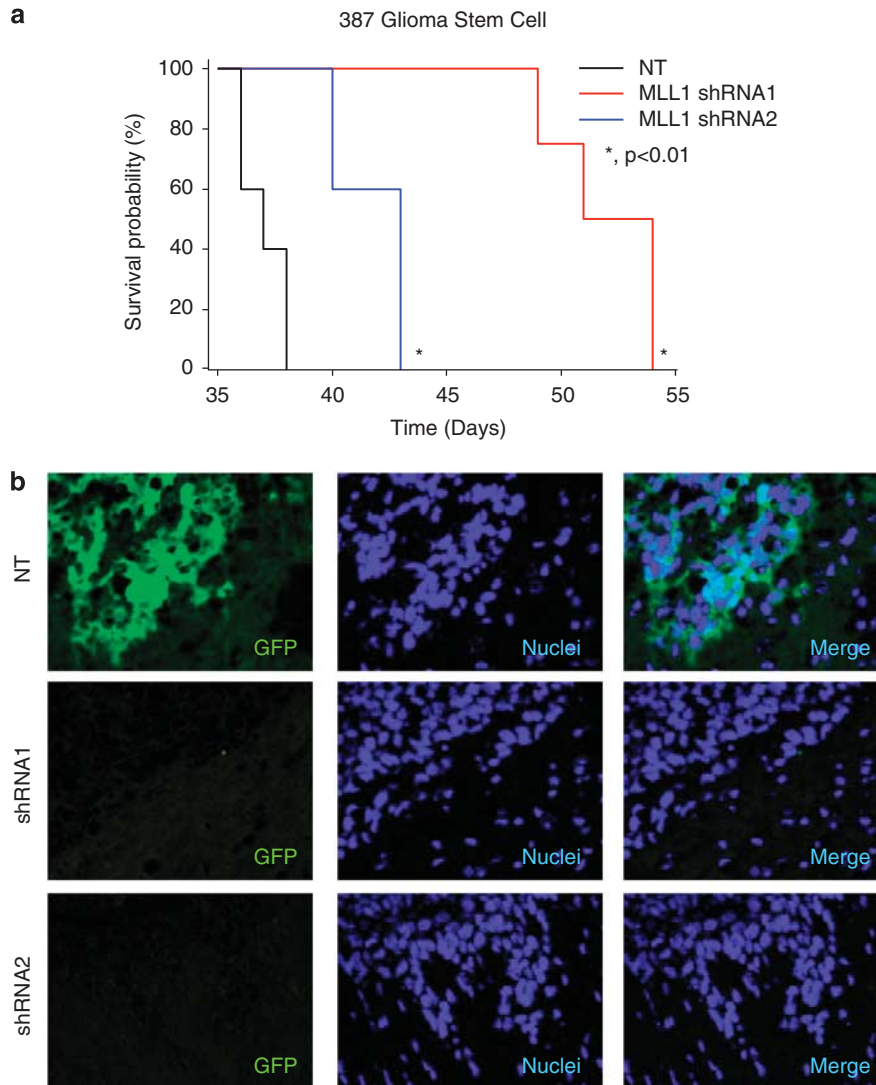 a
387 Glioma Stem Cell
100
80
60
40
20
0
Survival probability (%)
35
40
45
50
55
Time (Days)
NT
MLL1 shRNA1
MLL1 shRNA2
*, p<0.01
*
*
b
NT
GFP
Nuclei
Merge
shRNA1
GFP
Nuclei
Merge
shRNA2
GFP
Nuclei
Merge